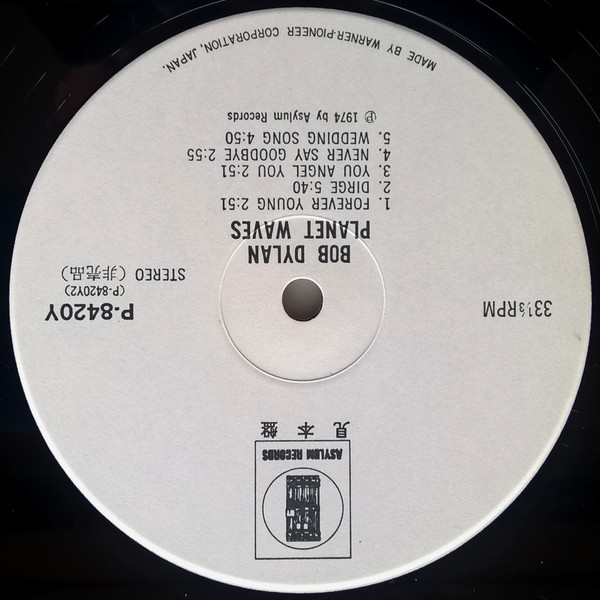 ASYLUM RECORDS
見本盤
33⅓RPM
P-8420Y
(P-8420Y2)
STEREO (非売品)
BOB DYLAN
PLANET WAVES
1. FOREVER YOUNG 2:51
2. DIRGE 5:40
3. YOU ANGEL YOU 2:51
4. NEVER SAY GOODBYE 2:55
5. WEDDING SONG 4:50
Ⓟ 1974 by Asylum Records
MADE BY WARNER-PIONEER CORPORATION, JAPAN.